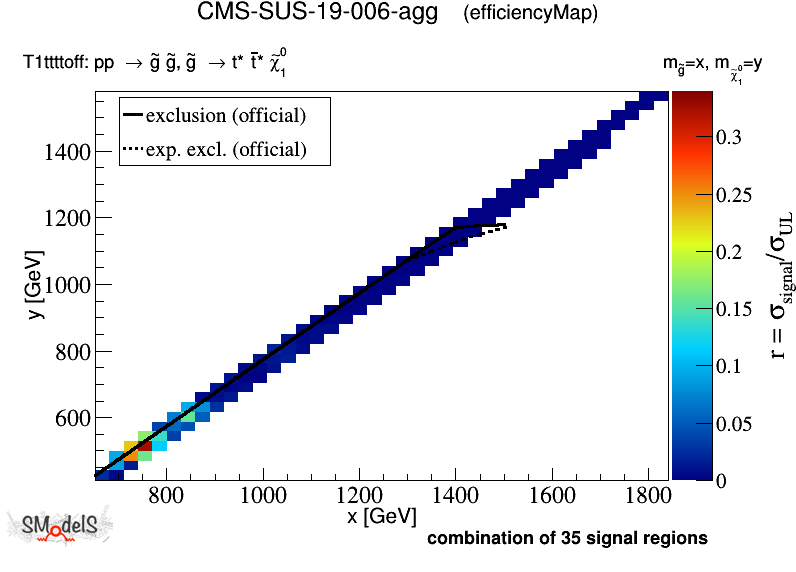 CMS-SUS-19-006-agg (efficiencyMap)
T1ttttoff: pp → g̃ g̃, g̃ → t* t̄* χ̃⁰₁
m_g̃=x, m_χ̃⁰₁=y
exclusion (official)
exp. excl. (official)
1400
1200
1000
800
600
y [GeV]
800 1000 1200 1400 1600 1800
x [GeV]
0.3
0.25
0.2
0.15
0.1
0.05
0
r = σ_signal/σ_UL
SModelS
combination of 35 signal regions